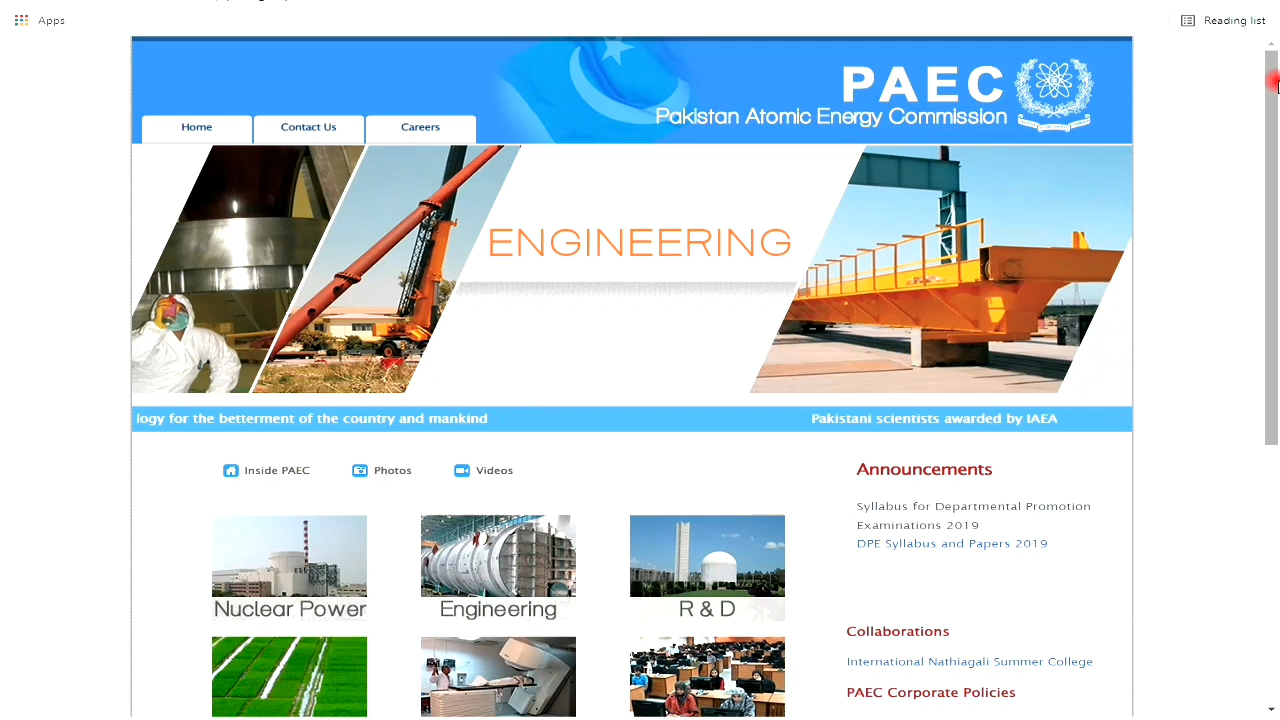 Apps
Reading list
PAEC
Pakistan Atomic Energy Commission
Home
Contact Us
Careers
ENGINEERING
logy for the betterment of the country and mankind
Pakistani scientists awarded by IAEA
Inside PAEC
Photos
Videos
Announcements
Syllabus for Departmental Promotion
Examinations 2019
DPE Syllabus and Papers 2019
Nuclear Power
Engineering
R & D
Collaborations
International Nathiagali Summer College
PAEC Corporate Policies